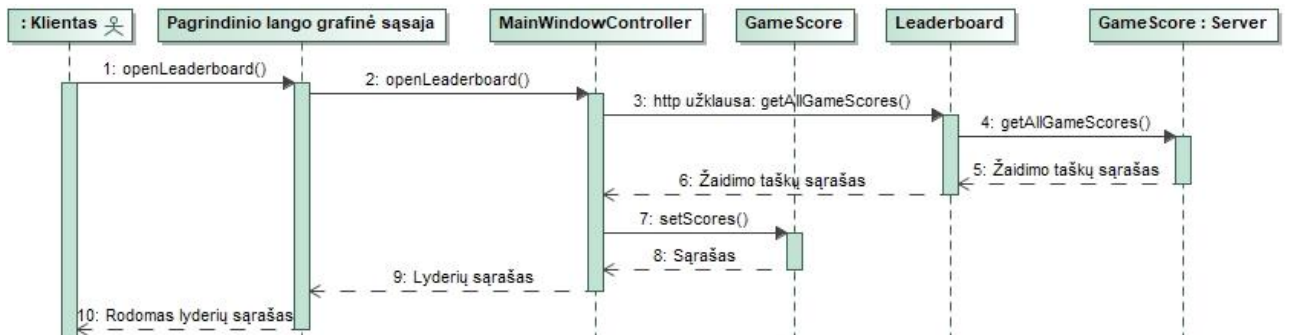 : Klientas
Pagrindinio lango grafinė sąsaja
MainWindowController
GameScore
Leaderboard
GameScore : Server
1: openLeaderboard()
2: openLeaderboard()
3: http užklausa: getAllGameScores()
4: getAllGameScores()
5: Žaidimo taškų sąrašas
6: Žaidimo taškų sąrašas
7: setScores()
8: Sąrašas
9: Lyderių sąrašas
10: Rodomas lyderių sąrašas